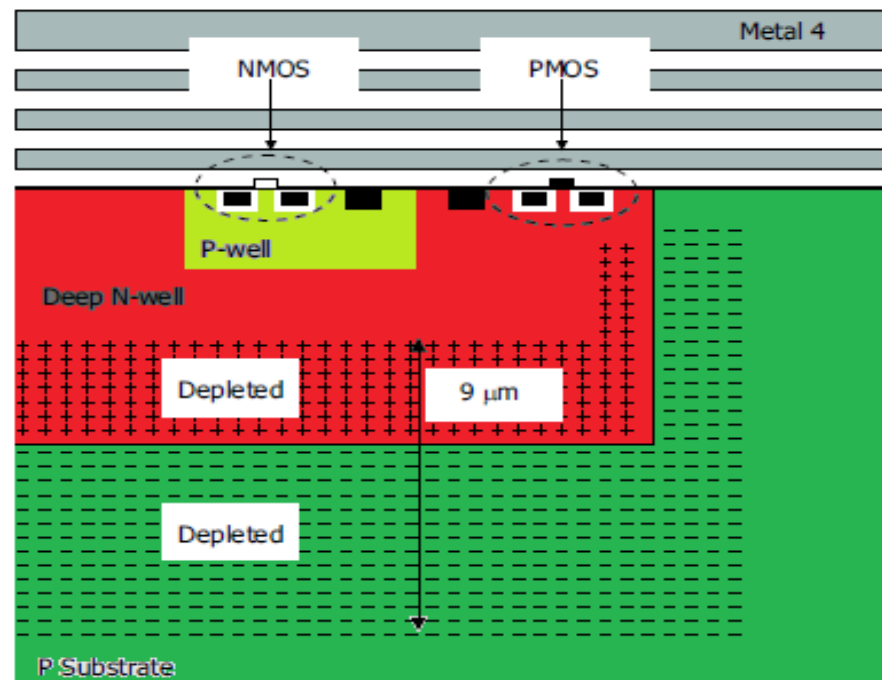 Metal 4
NMOS
PMOS
P-well
Deep N-well
Depleted
9 μm
Depleted
P Substrate